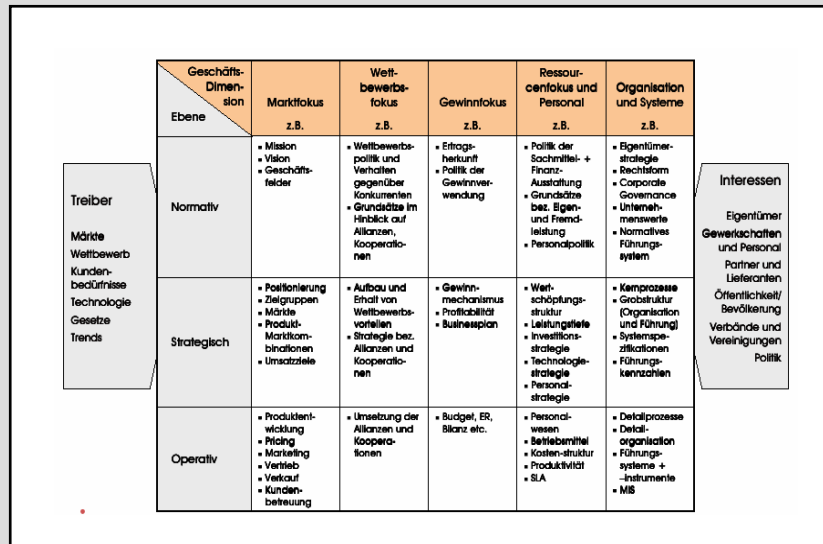 Geschäfts-
Dimen-
sion
Ebene
Marktfokus
z.B.
Wett-
bewerbs-
fokus
z.B.
Gewinnfokus
z.B.
Ressour-
cenfokus und
Personal
z.B.
Organisation
und Systeme
z.B.
Treiber
Märkte
Wettbewerb
Kunden-
bedürfnisse
Technologie
Gesetze
Trends
Normativ
▪ Mission
▪ Vision
▪ Geschäfts-
felder
▪ Wettbewerbs-
politik und
Verhalten
gegenüber
Konkurrenten
▪ Grundsätze im
Hinblick auf
Allianzen,
Kooperatio-
nen
▪ Ertrags-
herkunft
▪ Politik der
Gewinnver-
wendung
▪ Politik der
Sachmittel- +
Finanz-
Ausstattung
▪ Grundsätze
bez. Eigen-
und Fremd-
leistung
▪ Personalpolitik
▪ Eigentümer-
strategie
▪ Rechtsform
▪ Corporate
Governance
▪ Unterneh-
menswerte
▪ Normatives
Führungs-
system
Strategisch
▪ Positionierung
▪ Zielgruppen
▪ Märkte
▪ Produkt-
Marktkom-
binationen
▪ Umsatzziele
▪ Aufbau und
Erhalt von
Wettbewerbs-
vorteilen
▪ Strategie bez.
Allianzen und
Kooperatio-
nen
▪ Gewinn-
mechanismus
▪ Profitabilität
▪ Businessplan
▪ Wert-
schöpfungs-
struktur
▪ Leistungstiefe
▪ Investitions-
strategie
▪ Technologie-
strategie
▪ Personal-
strategie
▪ Kernprozesse
▪ Grobstruktur
(Organisation
und Führung)
▪ Systemspe-
zifikationen
▪ Führungs-
kennzahlen
Operativ
▪ Produktent-
wicklung
▪ Pricing
▪ Marketing
▪ Vertrieb
▪ Verkauf
▪ Kunden-
betreuung
▪ Umsetzung der
Allianzen und
Koopera-
tionen
▪ Budget, ER,
Bilanz etc.
▪ Personal-
wesen
▪ Betriebsmittel
▪ Kosten-struktur
▪ Produktivität
▪ SLA
▪ Detailprozesse
▪ Detail-
organisation
▪ Führungs-
systeme +
–instrumente
▪ MIS
Interessen
Eigentümer
Gewerkschaften
und Personal
Partner und
Lieferanten
Öffentlichkeit/
Bevölkerung
Verbände und
Vereinigungen
Politik